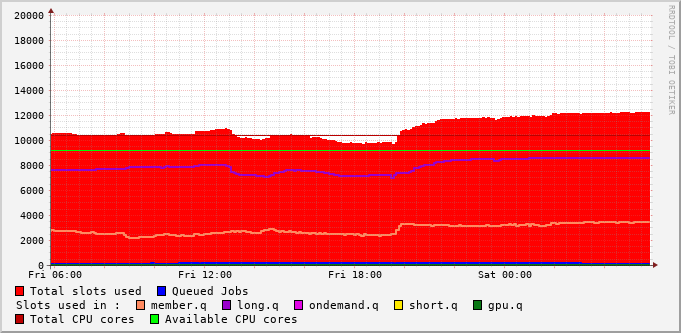 RRDTOOL / TOBI OETIKER
20000
18000
16000
14000
12000
10000
8000
6000
4000
2000
0
Fri 06:00 Fri 12:00 Fri 18:00 Sat 00:00
Total slots used Queued Jobs
Slots used in : member.q long.q ondemand.q short.q gpu.q
Total CPU cores Available CPU cores